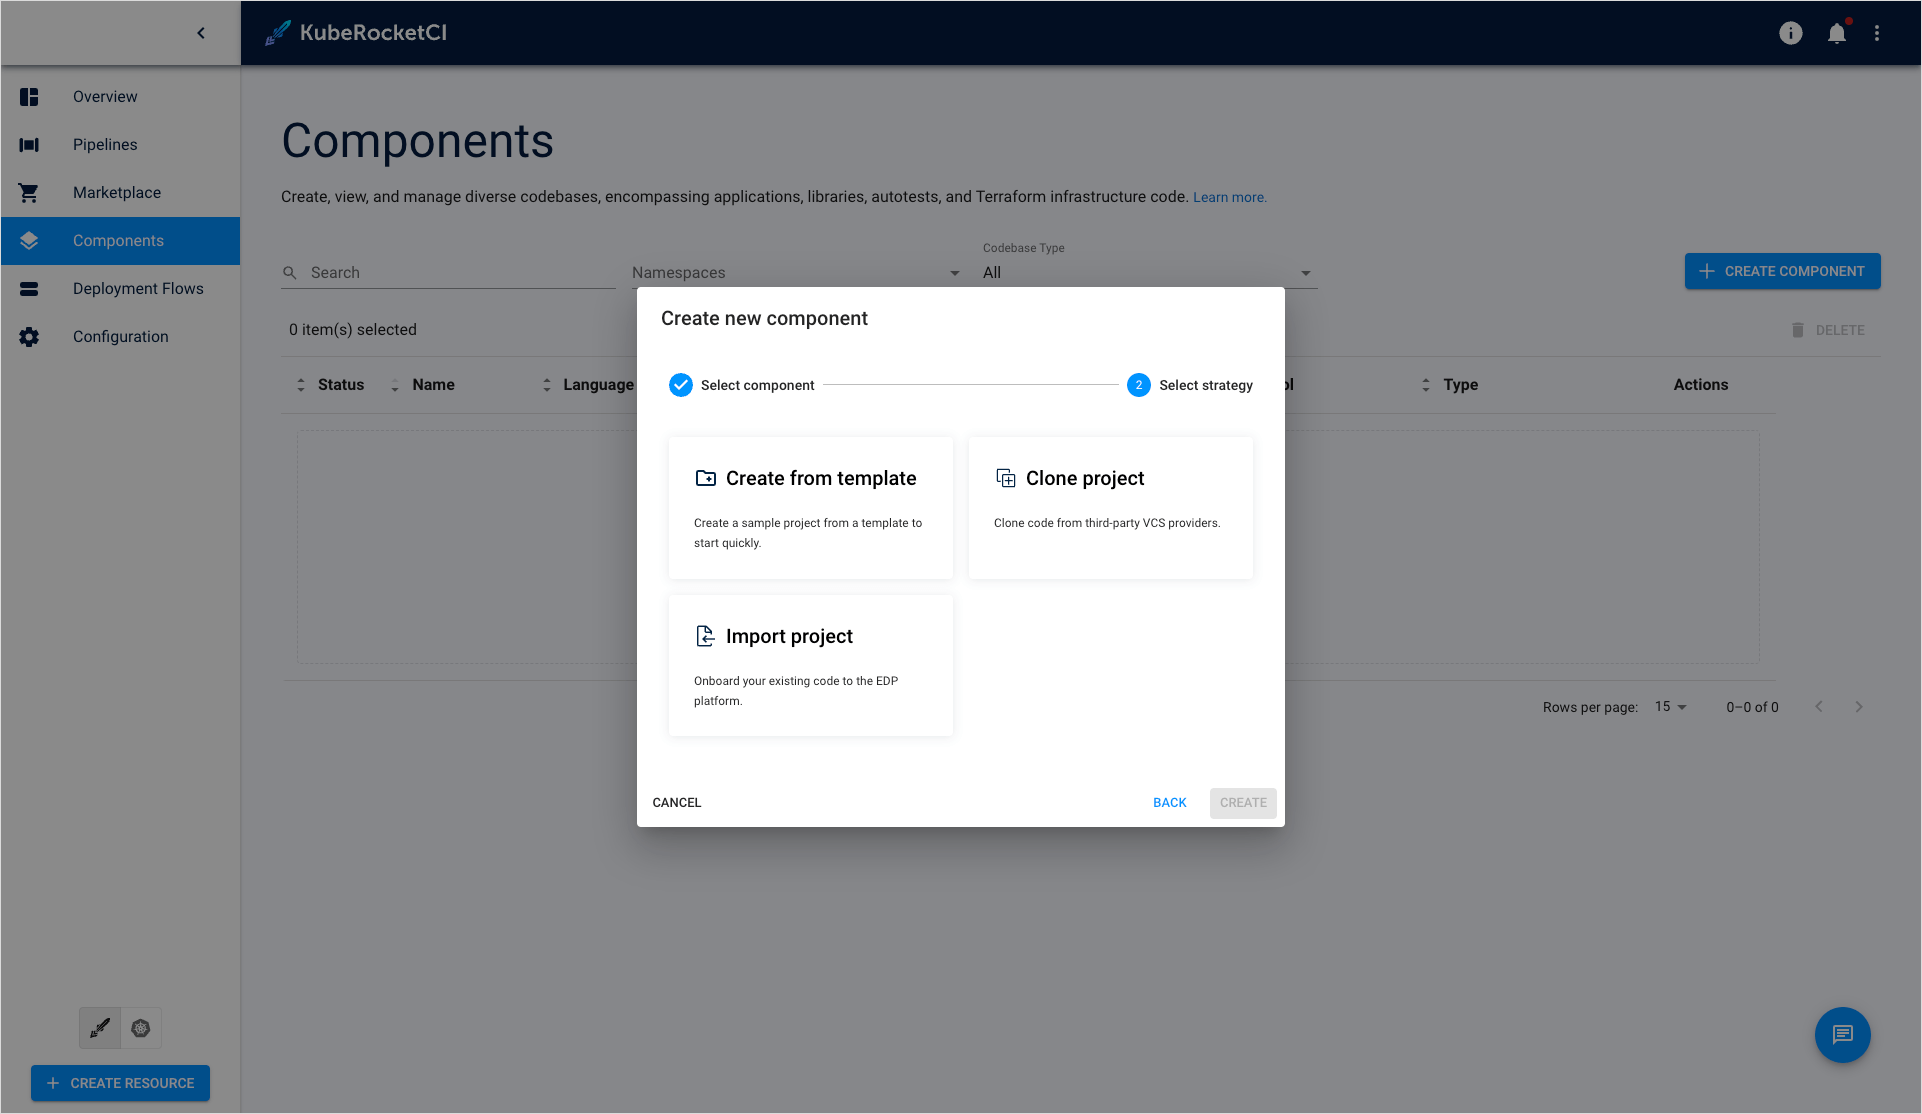 KubeRocketCI
Overview
Pipelines
Marketplace
Components
Deployment Flows
Configuration
CREATE RESOURCE
Components
Create, view, and manage diverse codebases, encompassing applications, libraries, autotests, and Terraform infrastructure code. Learn more.
Search
Namespaces
Codebase Type
All
CREATE COMPONENT
0 item(s) selected
DELETE
Status
Name
Language
Type
Actions
Rows per page: 15
0–0 of 0
Create new component
Select component
2 Select strategy
Create from template
Create a sample project from a template to
start quickly.
Clone project
Clone code from third-party VCS providers.
Import project
Onboard your existing code to the EDP
platform.
CANCEL
BACK
CREATE